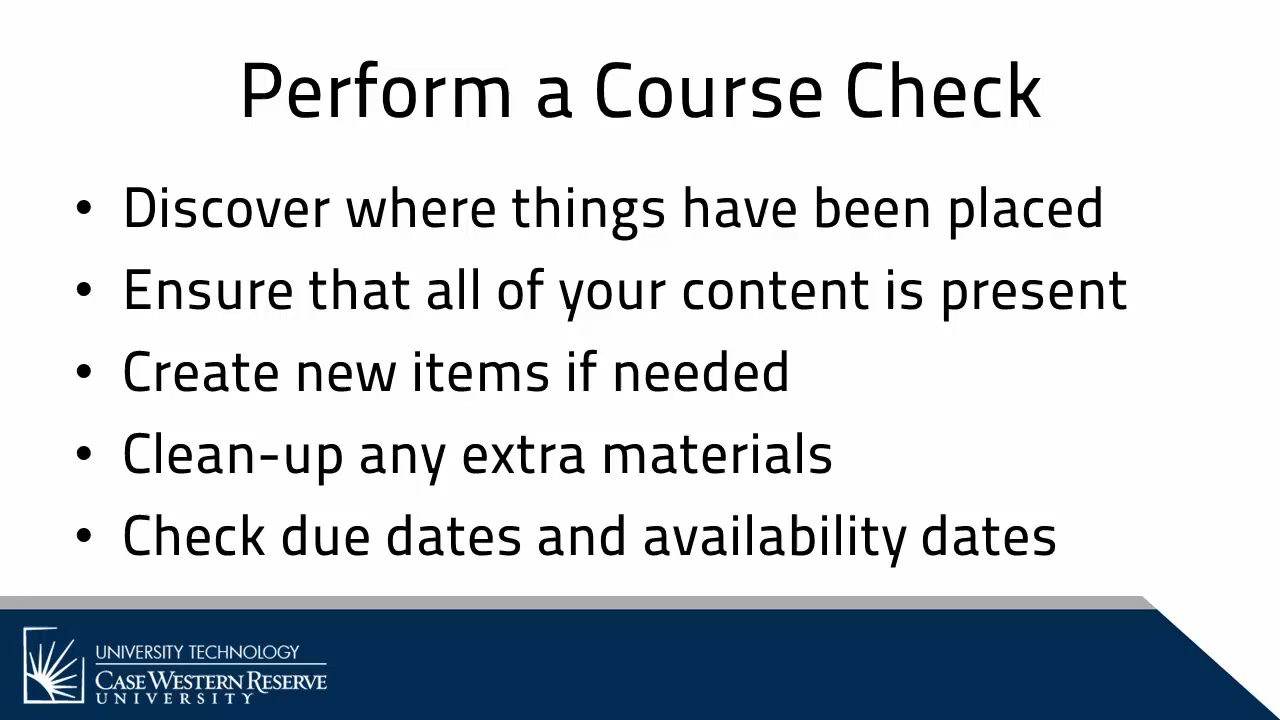 Perform a Course Check
• Discover where things have been placed
• Ensure that all of your content is present
• Create new items if needed
• Clean-up any extra materials
• Check due dates and availability dates
UNIVERSITY TECHNOLOGY
CASE WESTERN RESERVE
UNIVERSITY